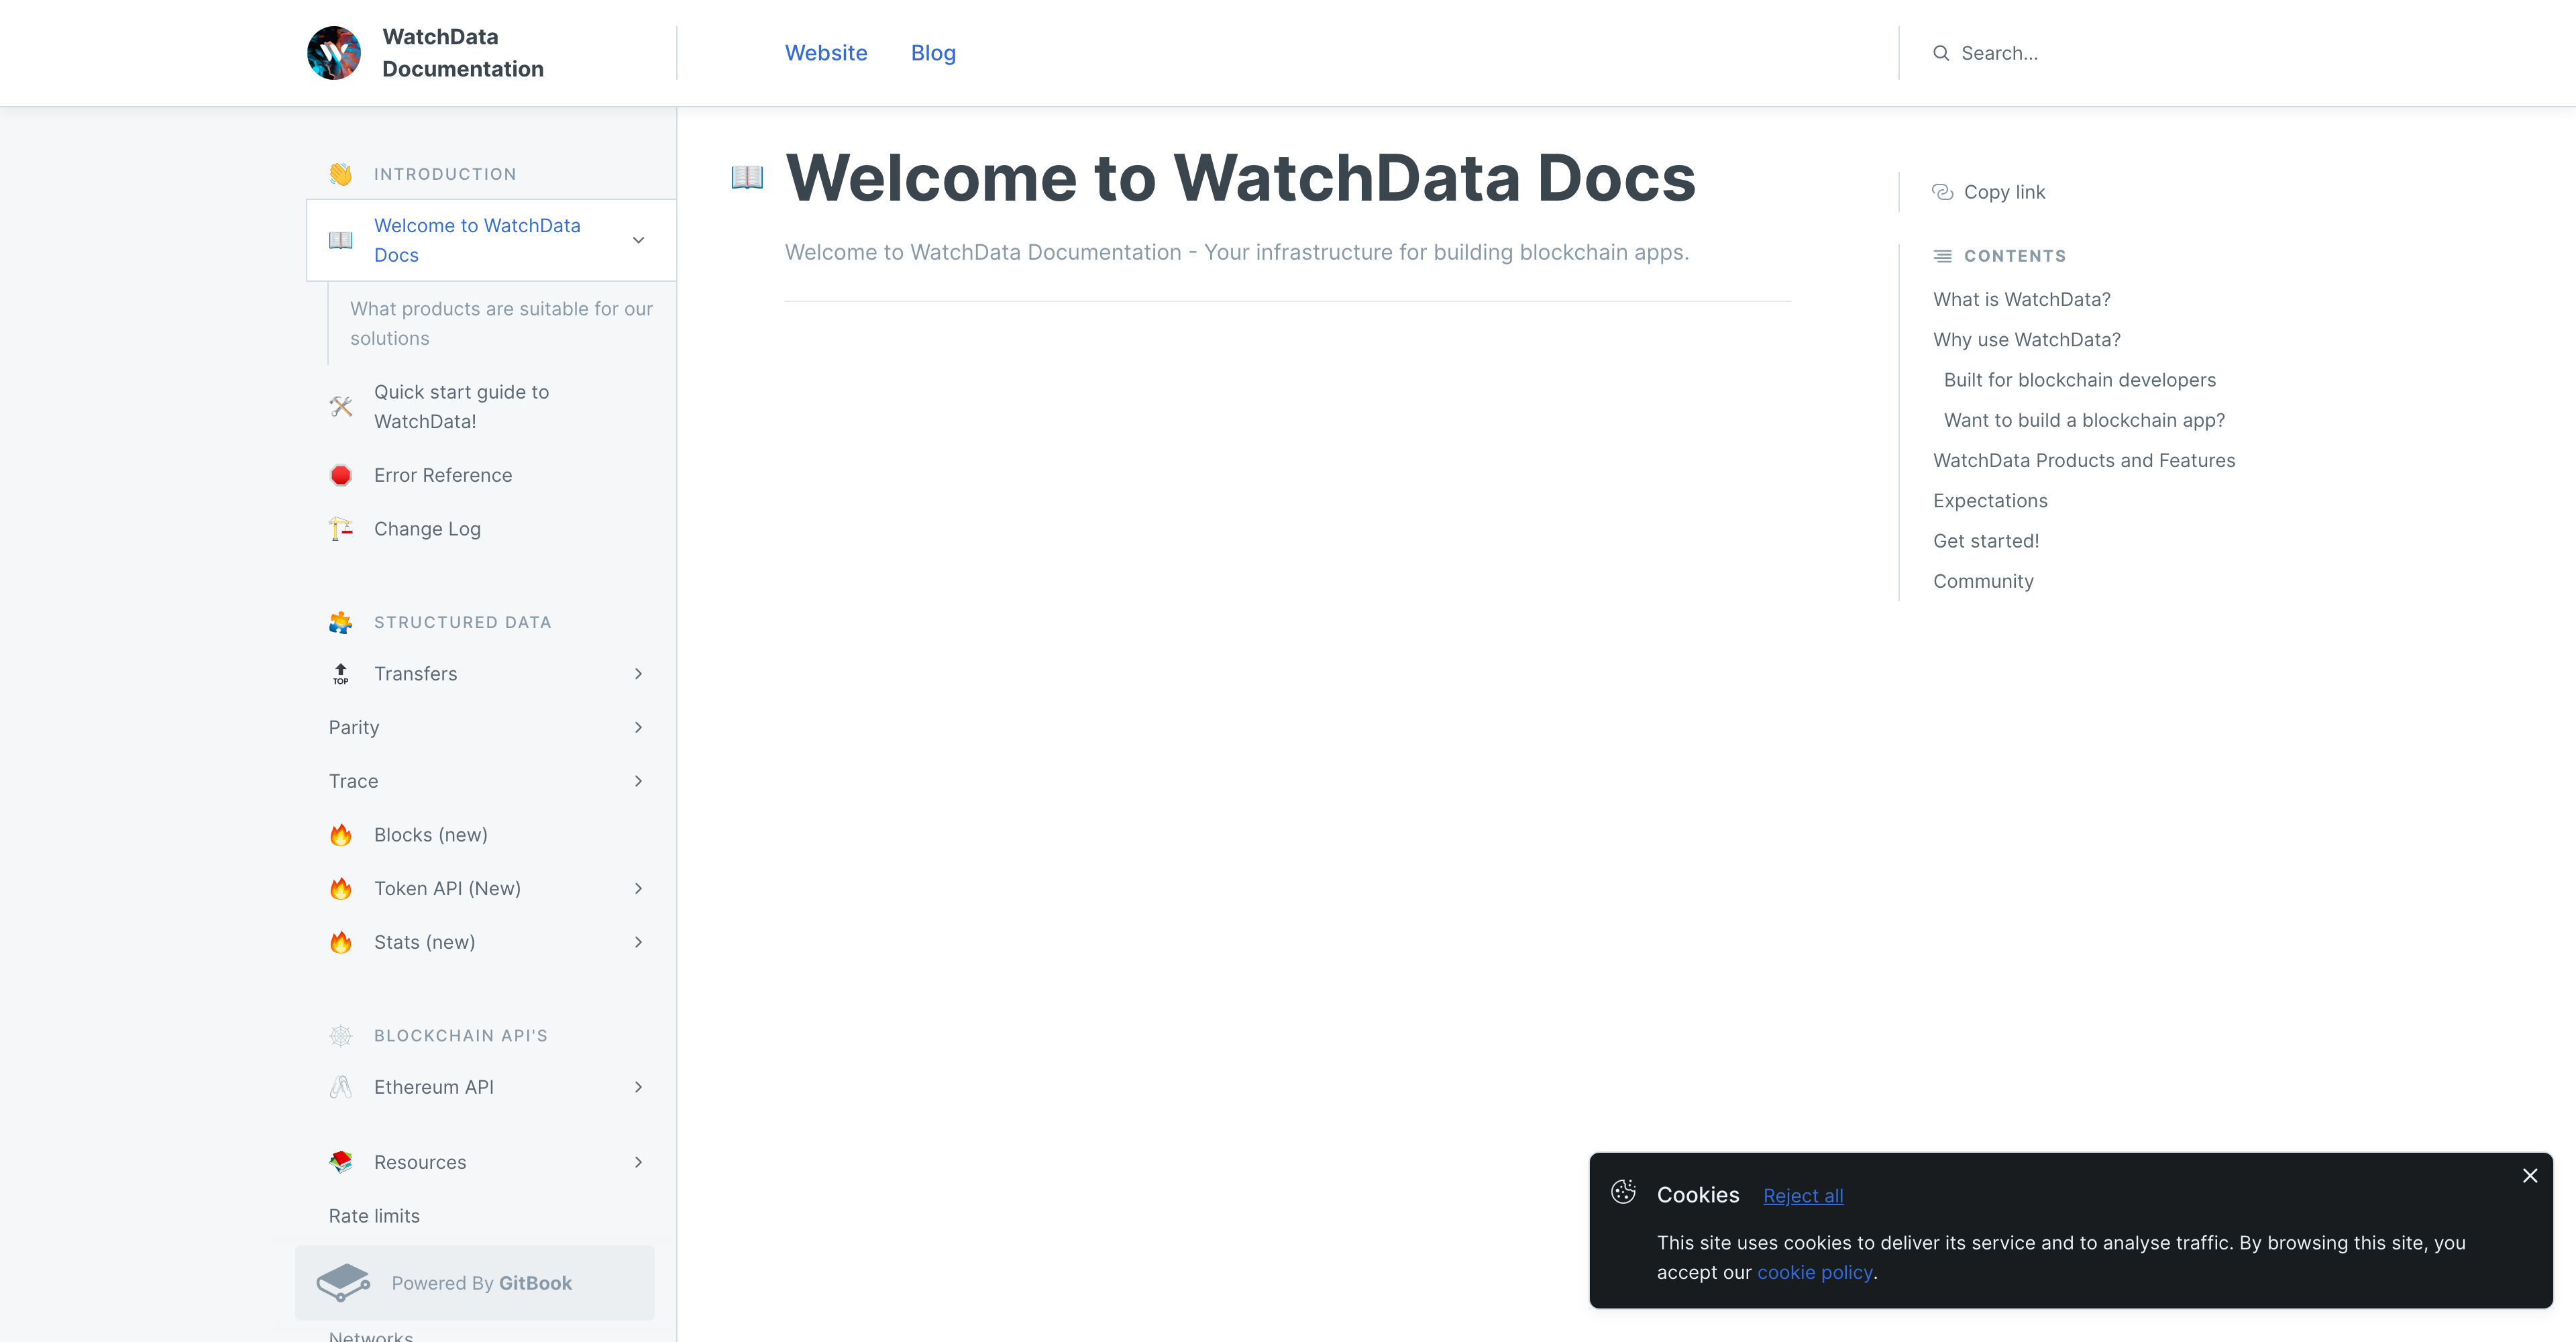 WatchData
Documentation
Website
Blog
Search...
INTRODUCTION
Welcome to WatchData
Docs
What products are suitable for our
solutions
Quick start guide to
WatchData!
Error Reference
Change Log
STRUCTURED DATA
TOP
Transfers
Parity
Trace
Blocks (new)
Token API (New)
Stats (new)
BLOCKCHAIN API'S
Ethereum API
Resources
Rate limits
Powered By GitBook
Networks
Welcome to WatchData Docs
Welcome to WatchData Documentation - Your infrastructure for building blockchain apps.
Copy link
CONTENTS
What is WatchData?
Why use WatchData?
Built for blockchain developers
Want to build a blockchain app?
WatchData Products and Features
Expectations
Get started!
Community
Cookies
Reject all
This site uses cookies to deliver its service and to analyse traffic. By browsing this site, you
accept our cookie policy.